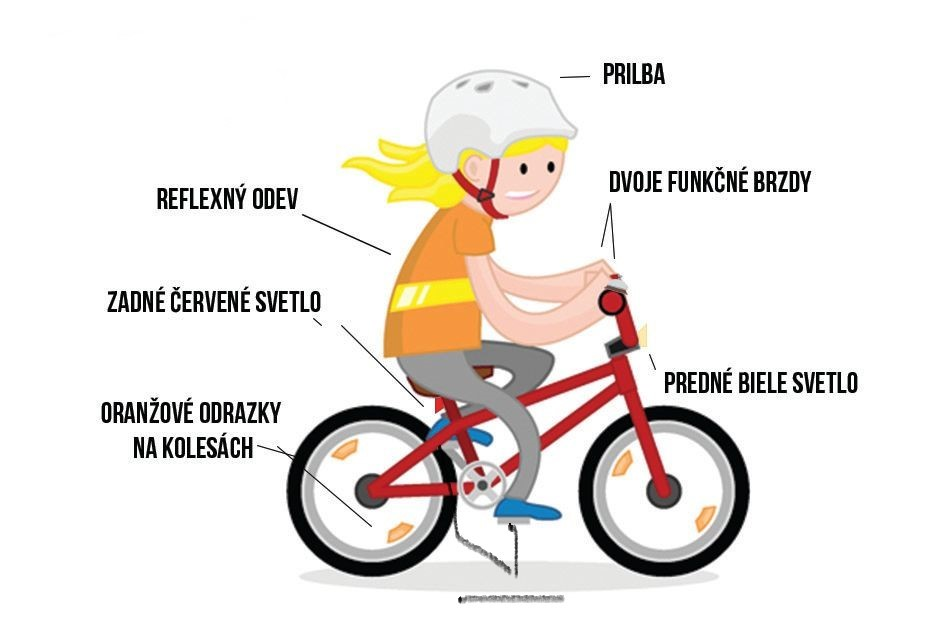 PRILBA
DVOJE FUNKČNÉ BRZDY
REFLEXNÝ ODEV
ZADNÉ ČERVENÉ SVETLO
PREDNÉ BIELE SVETLO
ORANŽOVÉ ODRAZKY
NA KOLESÁCH